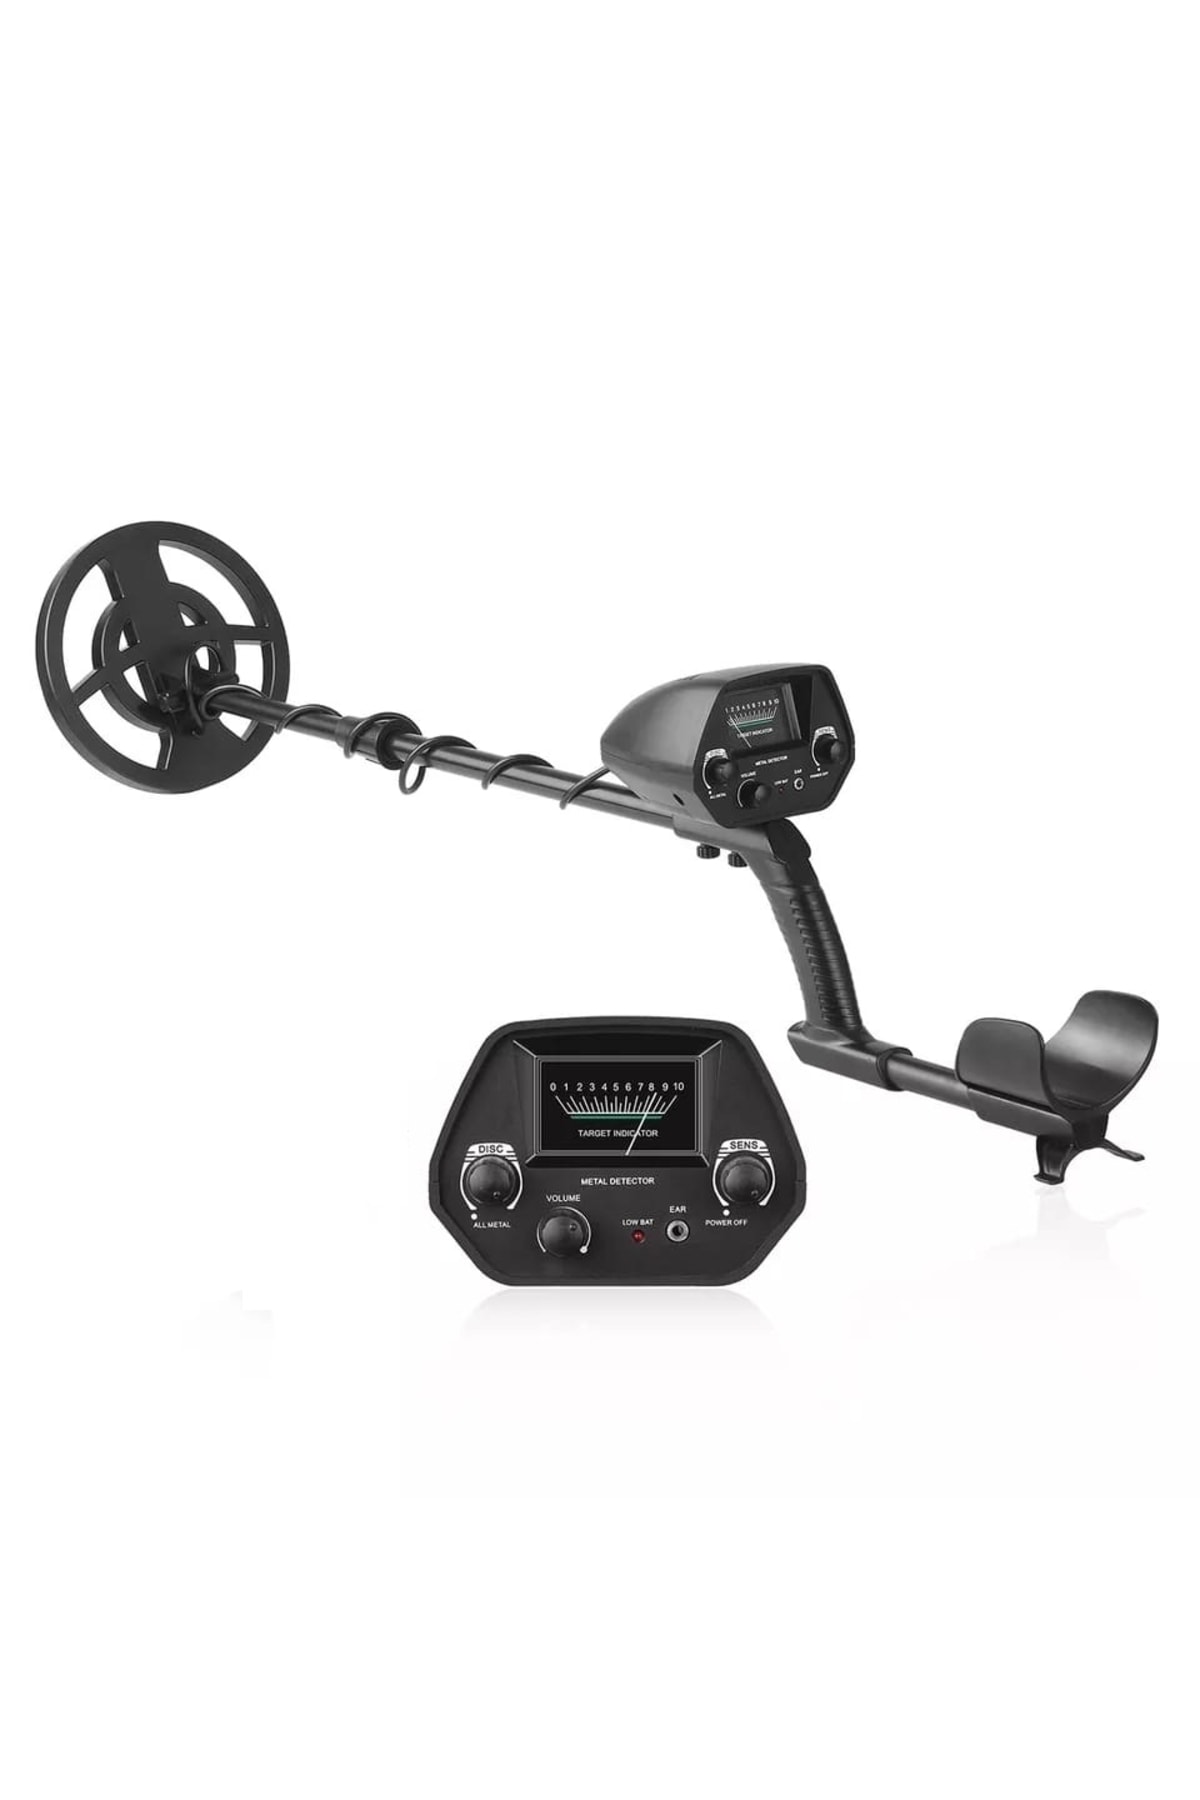 1 2 3 4 5 6 7 8 9 10
TARGET INDICATOR
METAL DETECTOR
VOLUME
EAR
LOW BAT
ALL METAL
POWER OFF
0 1 2 3 4 5 6 7 8 9 10
TARGET INDICATOR
DISC
SENS
METAL DETECTOR
VOLUME
ALL METAL
LOW BAT
EAR
POWER OFF